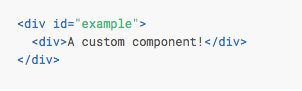 <div id="example">
  <div>A custom component!</div>
</div>